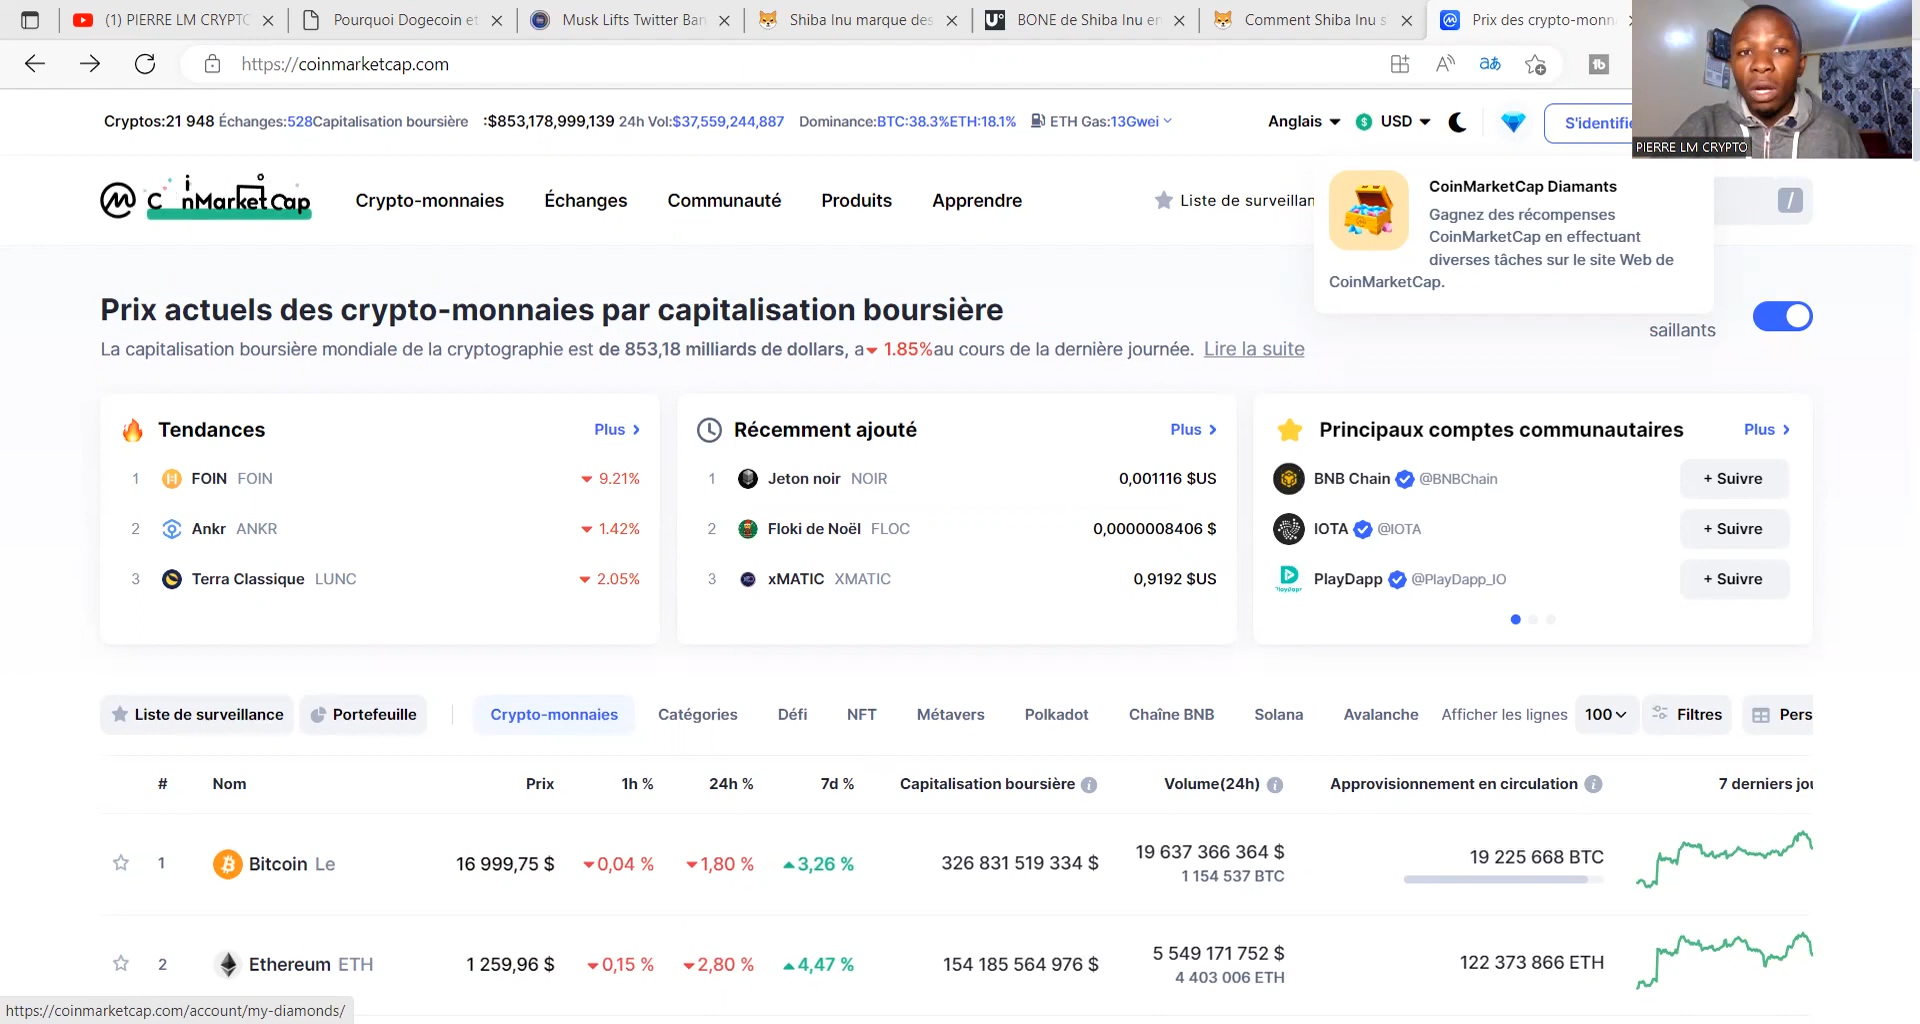 (1) PIERRE LM CRYPTO
Pourquoi Dogecoin et
Musk Lifts Twitter Ban
Shiba Inu marque des
BONE de Shiba Inu en
Comment Shiba Inu s
Prix des crypto-monn
https://coinmarketcap.com
PIERRE LM CRYPTO
Cryptos:21 948 Échanges:528Capitalisation boursière :$853,178,999,139 24h Vol:$37,559,244,887 Dominance:BTC:38.3%ETH:18.1% ETH Gas:13Gwei
Anglais USD S'identifie
CoinMarketCap
Crypto-monnaies Échanges Communauté Produits Apprendre
Liste de surveillan
/
CoinMarketCap Diamants
Gagnez des récompenses
CoinMarketCap en effectuant
diverses tâches sur le site Web de
CoinMarketCap.
Prix actuels des crypto-monnaies par capitalisation boursière
saillants
La capitalisation boursière mondiale de la cryptographie est de 853,18 milliards de dollars, a 1.85%au cours de la dernière journée. Lire la suite
Tendances Plus >
1 FOIN FOIN 9.21%
2 Ankr ANKR 1.42%
3 Terra Classique LUNC 2.05%
Récemment ajouté Plus >
1 Jeton noir NOIR 0,001116 $US
2 Floki de Noël FLOC 0,0000008406 $
3 xMATIC XMATIC 0,9192 $US
Principaux comptes communautaires Plus >
BNB Chain @BNBChain + Suivre
IOTA @IOTA + Suivre
PlayDapp @PlayDapp_IO + Suivre
Liste de surveillance Portefeuille Crypto-monnaies Catégories Défi NFT Métavers Polkadot Chaîne BNB Solana Avalanche Afficher les lignes 100 Filtres Pers
# Nom Prix 1h % 24h % 7d % Capitalisation boursière Volume(24h) Approvisionnement en circulation 7 derniers jou
1 Bitcoin Le 16 999,75 $ 0,04 % 1,80 % 3,26 % 326 831 519 334 $ 19 637 366 364 $ 19 225 668 BTC
1 154 537 BTC
2 Ethereum ETH 1 259,96 $ 0,15 % 2,80 % 4,47 % 154 185 564 976 $ 5 549 171 752 $ 122 373 866 ETH
4 403 006 ETH
https://coinmarketcap.com/account/my-diamonds/